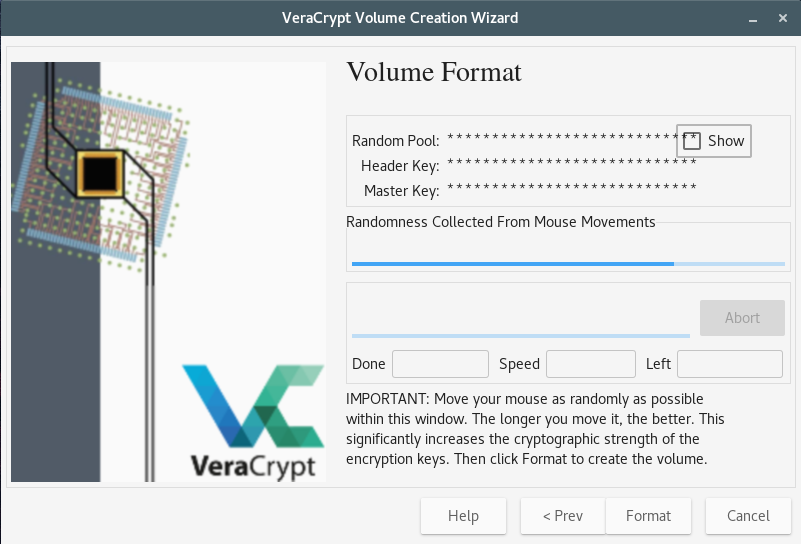 VeraCrypt Volume Creation Wizard
Volume Format
Random Pool: **************************** Show
Header Key: ****************************
Master Key: ****************************
Randomness Collected From Mouse Movements
Abort
Done Speed Left
IMPORTANT: Move your mouse as randomly as possible
within this window. The longer you move it, the better. This
significantly increases the cryptographic strength of the
encryption keys. Then click Format to create the volume.
VeraCrypt
Help < Prev Format Cancel